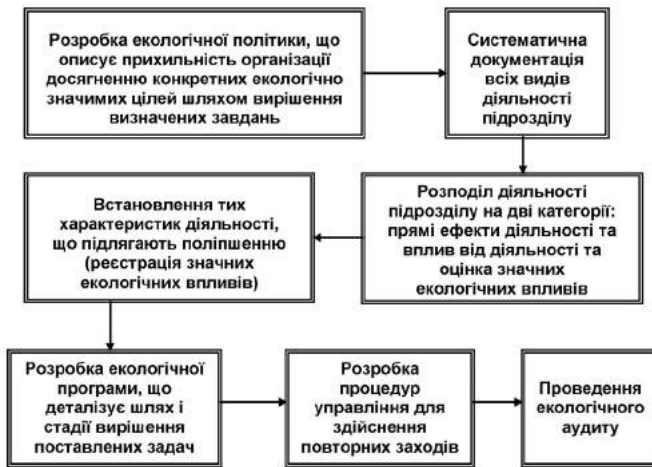 Розробка екологічної політики, що
описує прихильність організації
досягненню конкретних екологічно
значимих цілей шляхом вирішення
визначених завдань
Систематична
документація
всіх видів
діяльності
підрозділу
Розподіл діяльності
підрозділу на дві категорії:
прямі ефекти діяльності та
вплив від діяльності та
оцінка значних
екологічних впливів
Встановлення тих
характеристик діяльності,
що підлягають поліпшенню
(реєстрація значних
екологічних впливів)
Розробка екологічної
програми, що
деталізує шлях і
стадії вирішення
поставлених задач
Розробка
процедур
управління для
здійснення
повторних заходів
Проведення
екологічного
аудиту